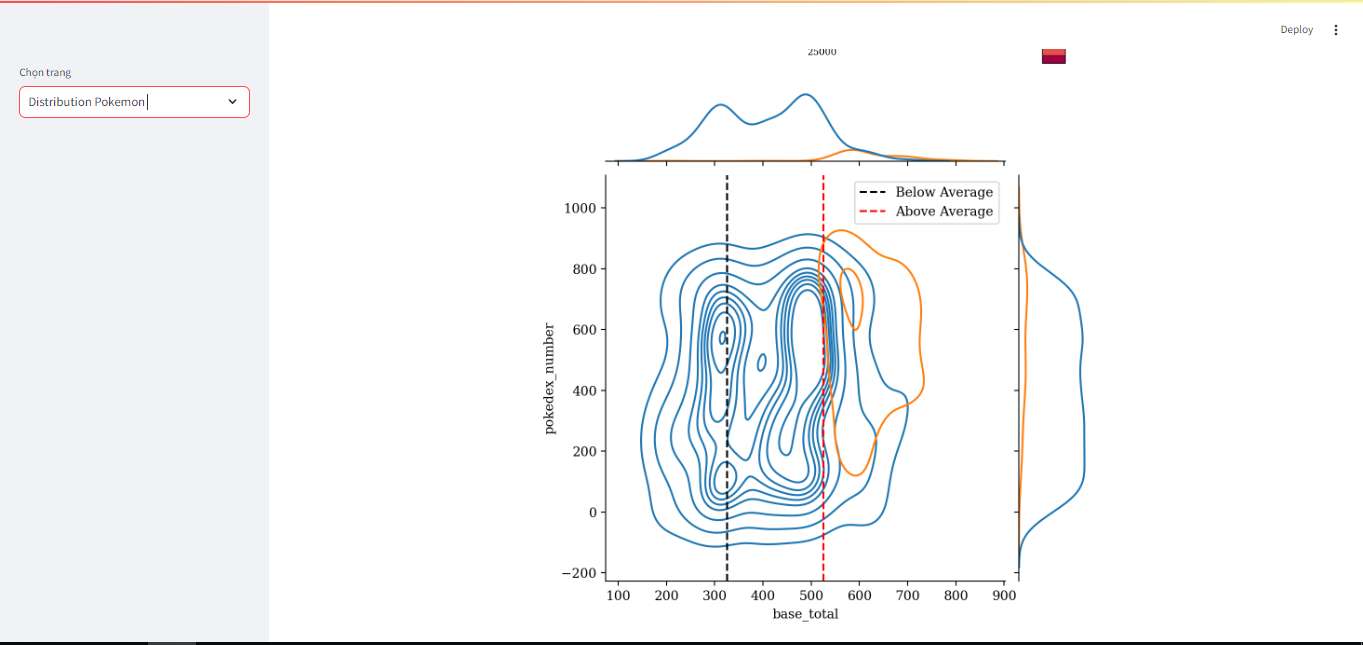 Deploy
25000
Chọn trang
Distribution Pokemon
Below Average
Above Average
1000
800
600
400
200
0
−200
pokedex_number
100 200 300 400 500 600 700 800 900
base_total